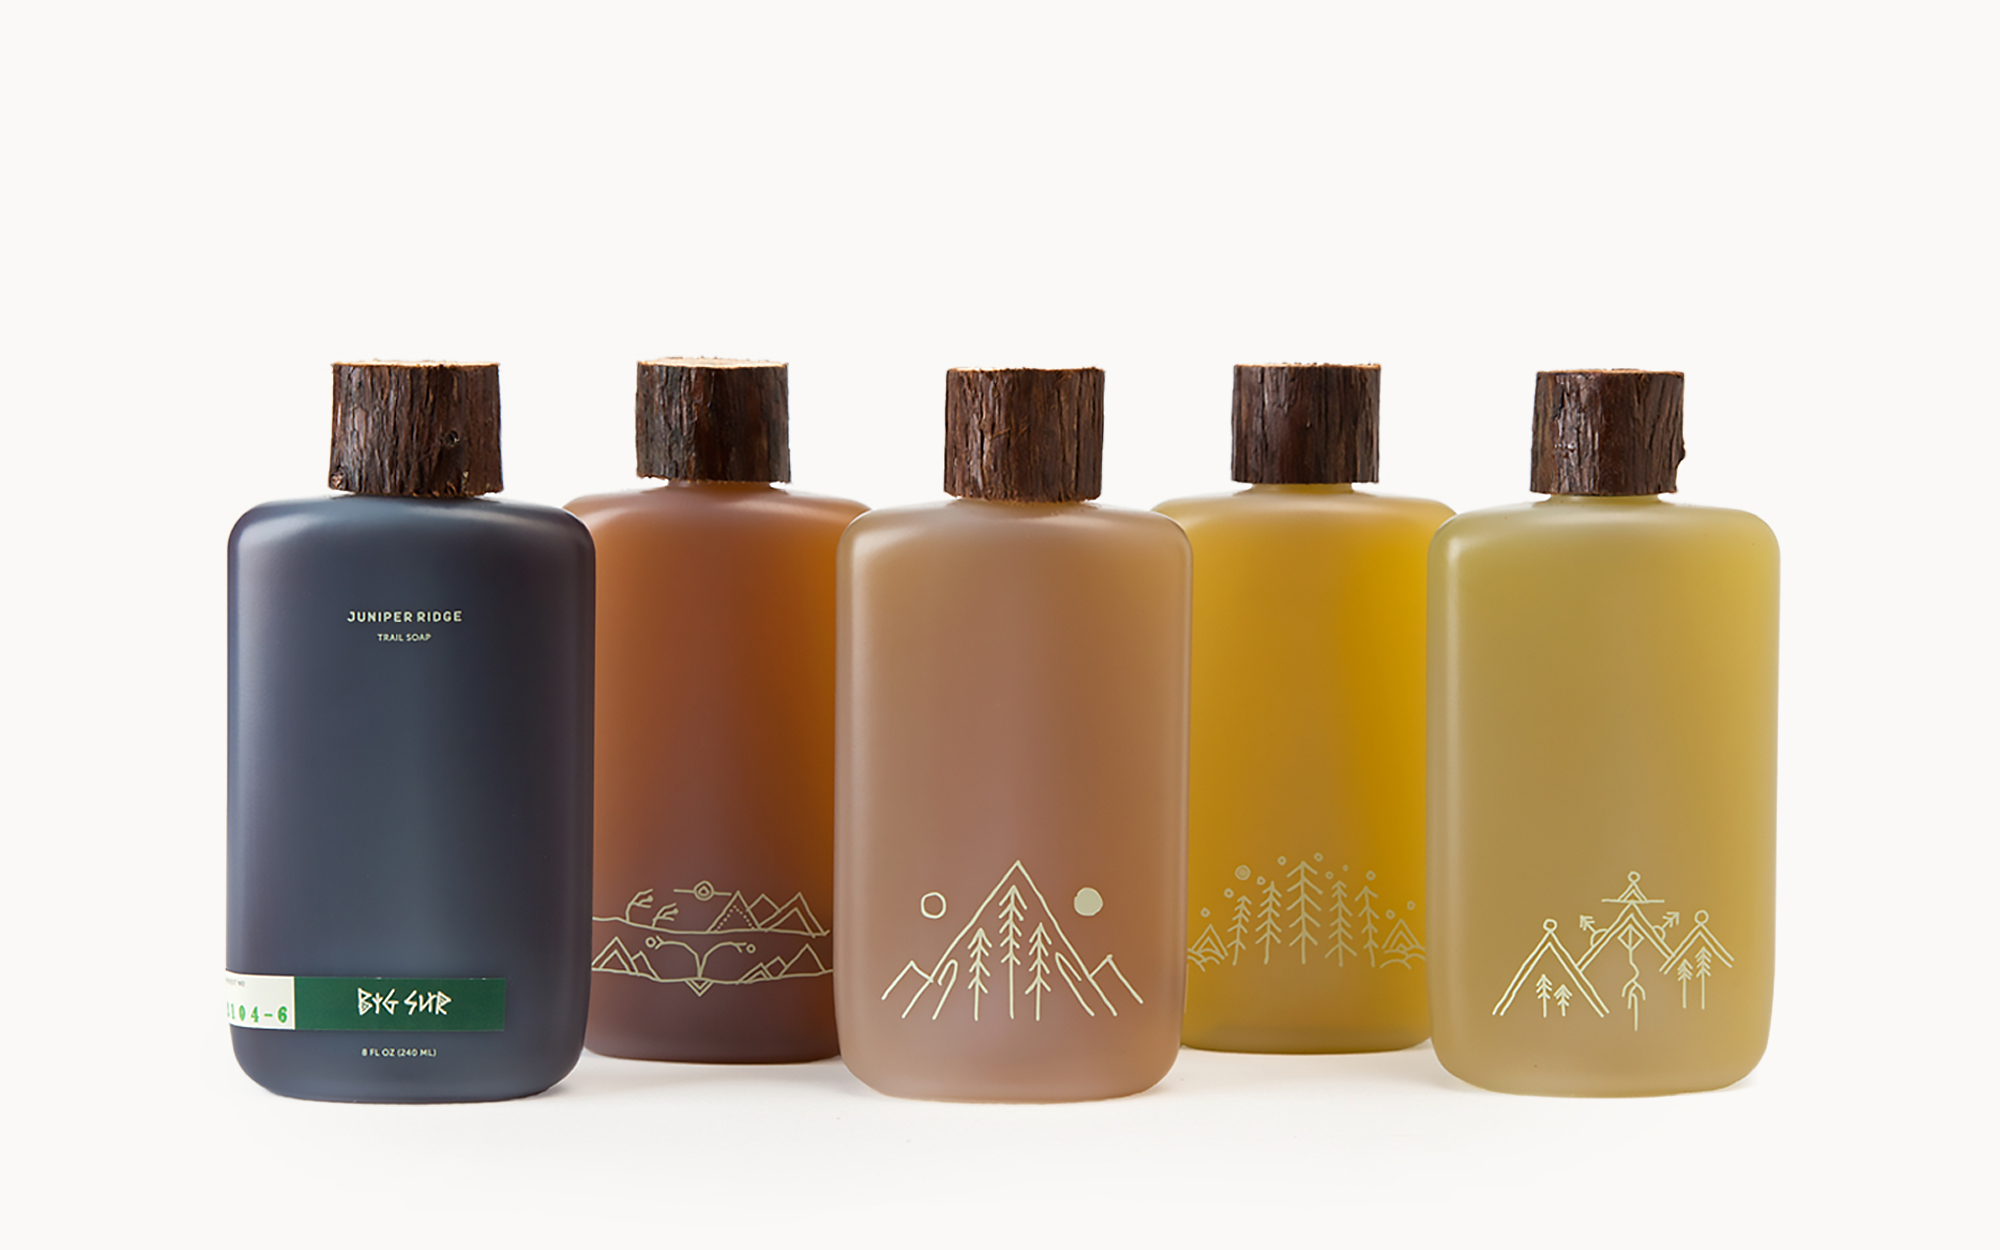 JUNIPER RIDGE
TRAIL SOAP
104-6
BIG SUR
8 FL OZ (240 ML)